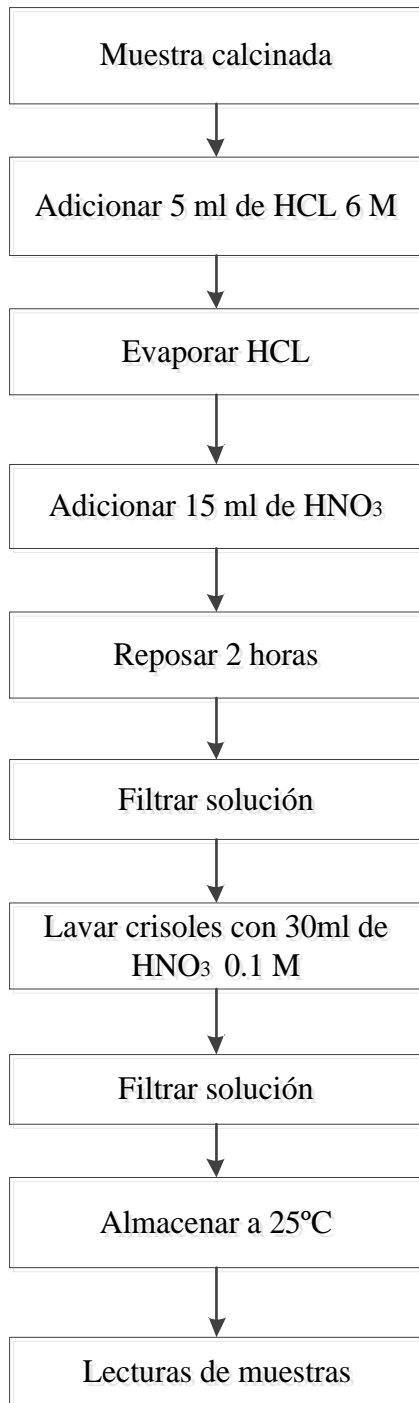 Muestra calcinada
Adicionar 5 ml de HCL 6 M
Evaporar HCL
Adicionar 15 ml de HNO₃
Reposar 2 horas
Filtrar solución
Lavar crisoles con 30ml de
HNO₃ 0.1 M
Filtrar solución
Almacenar a 25ºC
Lecturas de muestras